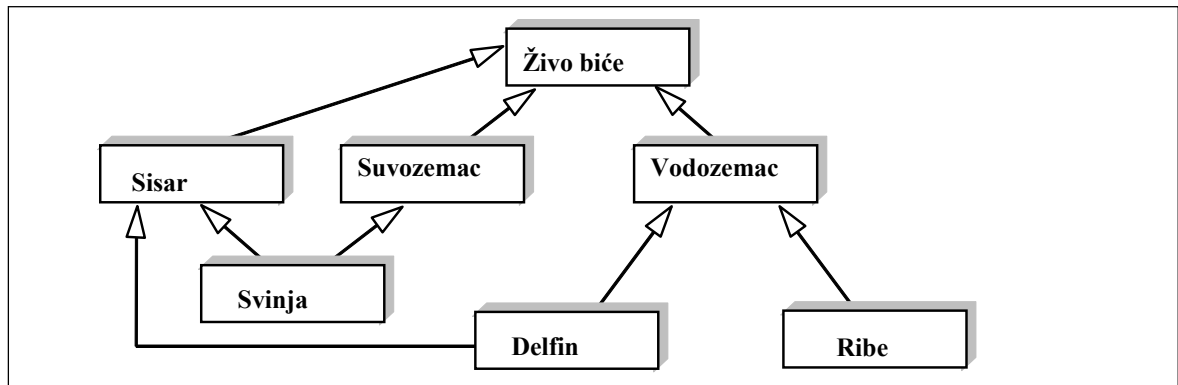 Živo biće
Sisar
Suvozemac
Vodozemac
Svinja
Delfin
Ribe